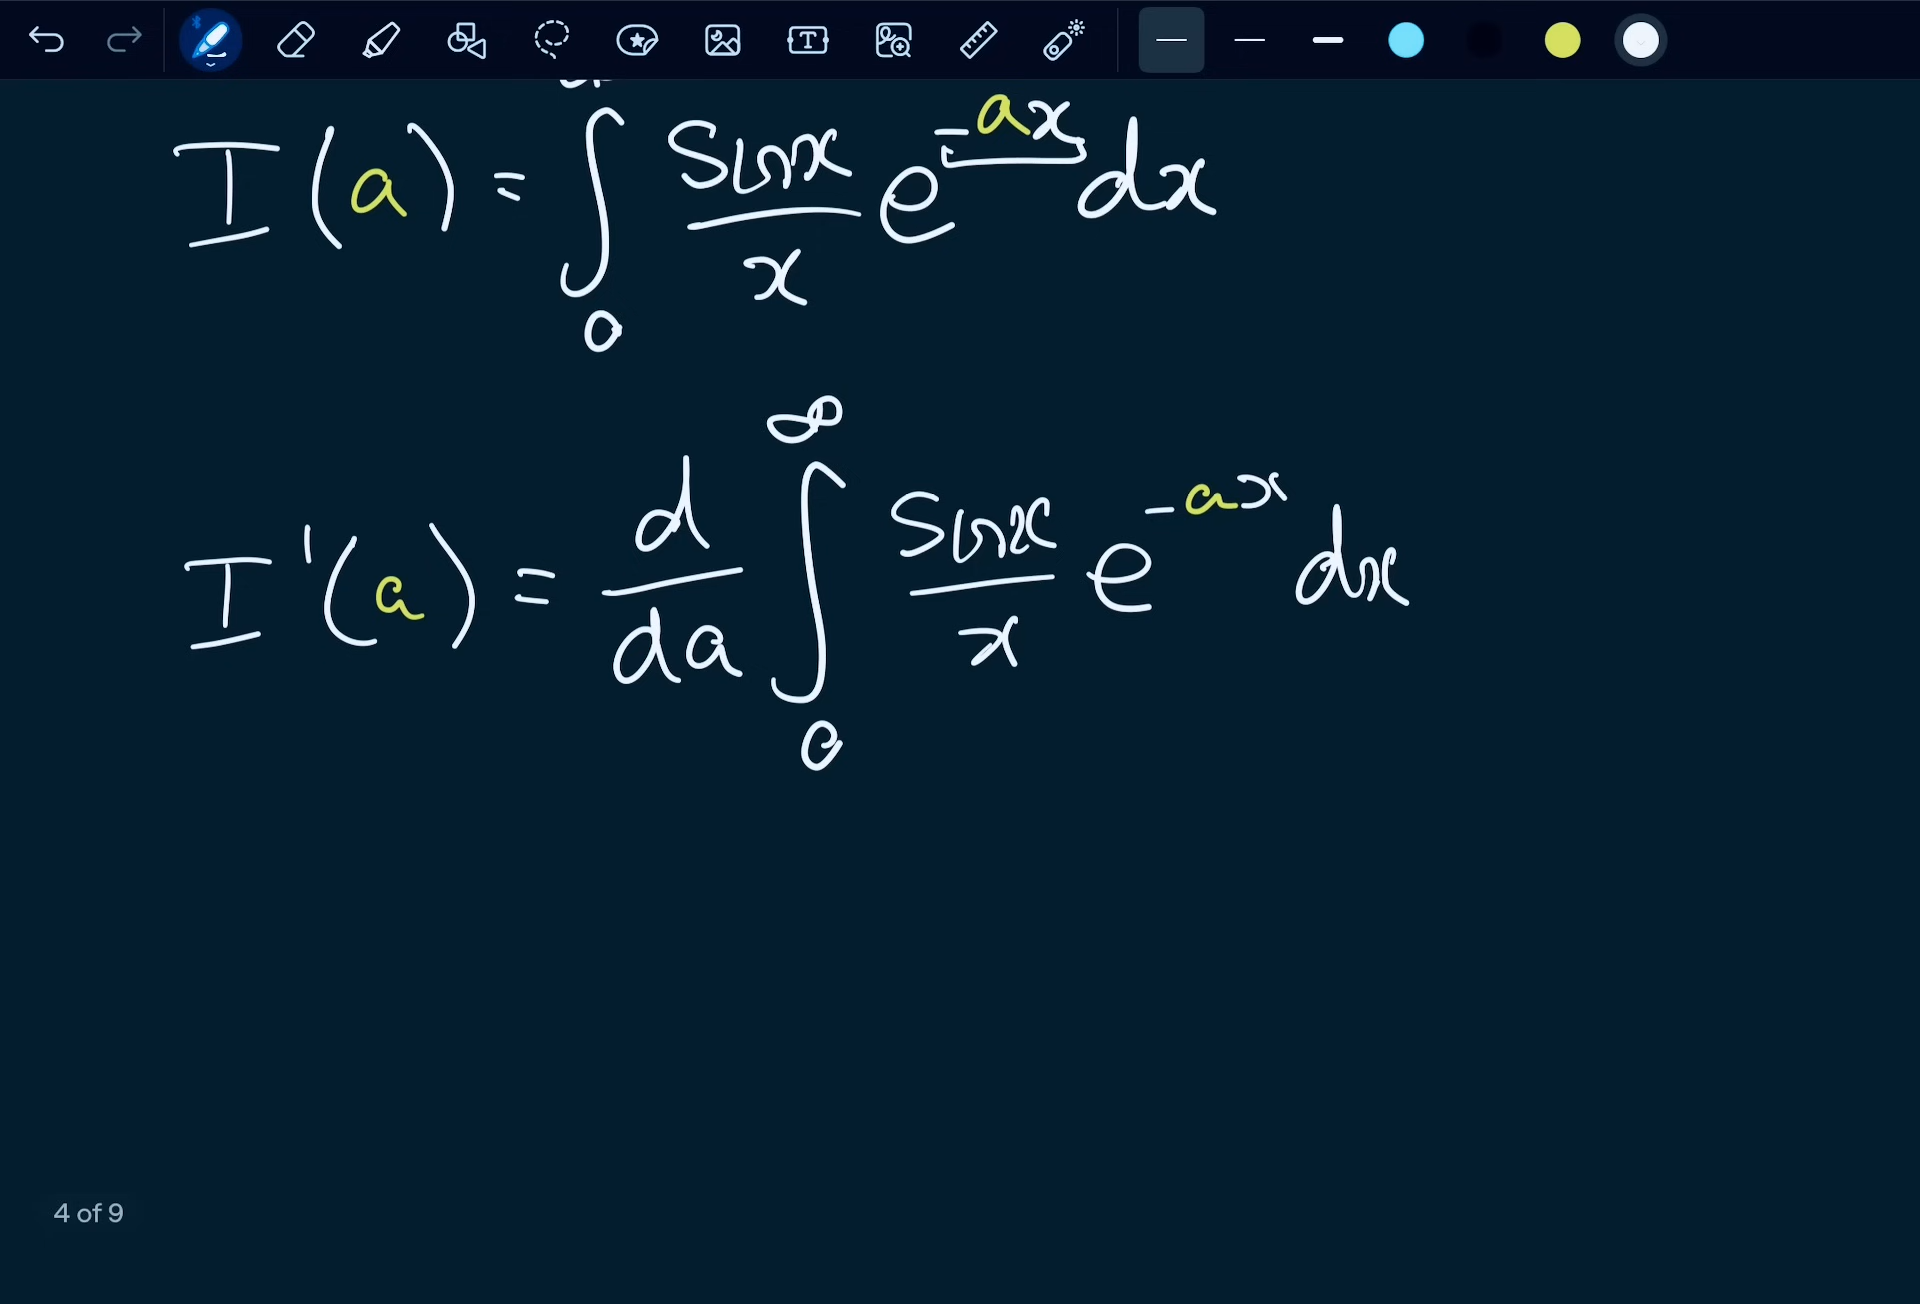 I(a) = ∫₀^∞ sinx/x e^(-ax) dx
I'(a) = d/da ∫₀^∞ sinx/x e^(-ax) dx
4 of 9